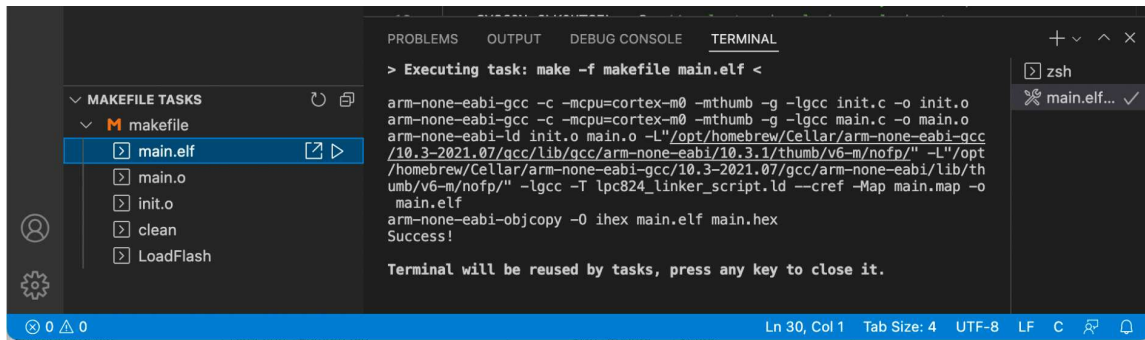 PROBLEMS OUTPUT DEBUG CONSOLE TERMINAL
> Executing task: make -f makefile main.elf <
zsh
main.elf...
MAKEFILE TASKS
M makefile
main.elf
main.o
init.o
clean
LoadFlash
arm-none-eabi-gcc -c -mcpu=cortex-m0 -mthumb -g -lgcc init.c -o init.o
arm-none-eabi-gcc -c -mcpu=cortex-m0 -mthumb -g -lgcc main.c -o main.o
arm-none-eabi-ld init.o main.o -L"/opt/homebrew/Cellar/arm-none-eabi-gcc
/10.3-2021.07/gcc/lib/gcc/arm-none-eabi/10.3.1/thumb/v6-m/nofp/" -L"/opt
/homebrew/Cellar/arm-none-eabi-gcc/10.3-2021.07/gcc/arm-none-eabi/lib/th
umb/v6-m/nofp/" -lgcc -T lpc824_linker_script.ld --cref -Map main.map -o
main.elf
arm-none-eabi-objcopy -O ihex main.elf main.hex
Success!
Terminal will be reused by tasks, press any key to close it.
0 0
Ln 30, Col 1 Tab Size: 4 UTF-8 LF C